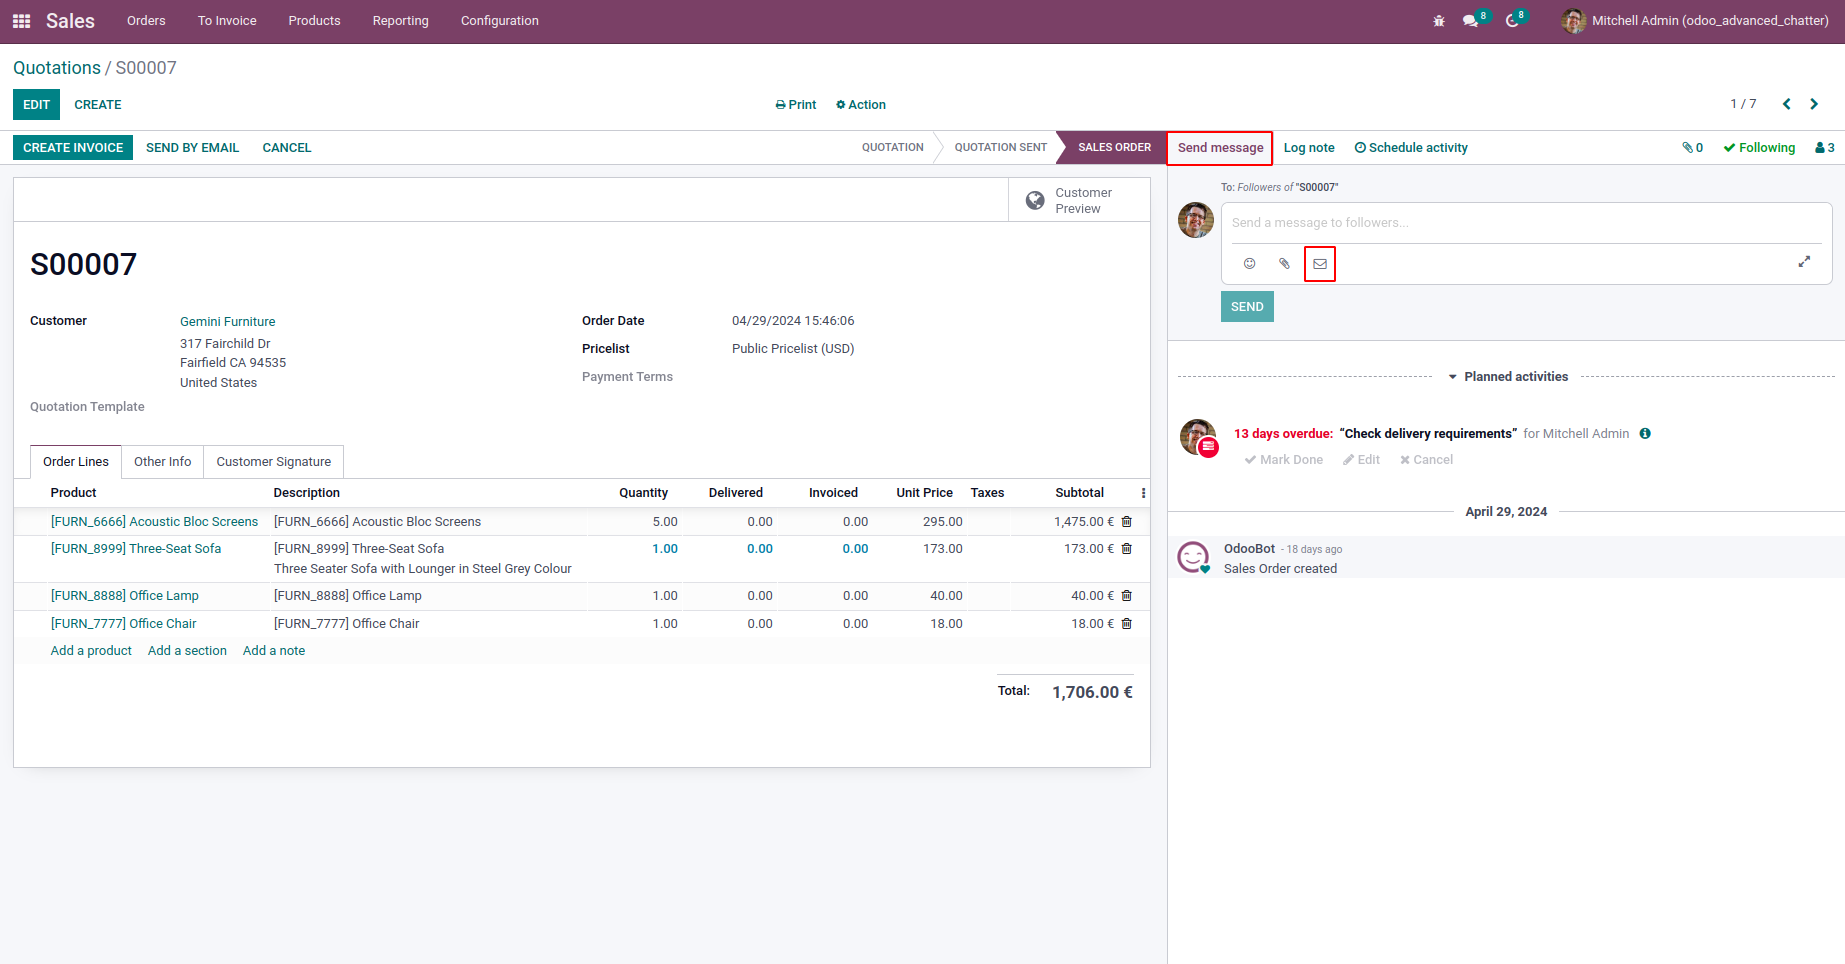 Sales Orders To Invoice Products Reporting Configuration 8 8 Mitchell Admin (odoo_advanced_chatter)
Quotations / S00007
EDIT CREATE Print Action 1 / 7
CREATE INVOICE SEND BY EMAIL CANCEL QUOTATION QUOTATION SENT SALES ORDER
Send message Log note Schedule activity 0 Following 3
Customer
Preview
S00007
Customer Gemini Furniture
317 Fairchild Dr
Fairfield CA 94535
United States
Quotation Template
Order Date 04/29/2024 15:46:06
Pricelist Public Pricelist (USD)
Payment Terms
Order Lines Other Info Customer Signature
Product Description Quantity Delivered Invoiced Unit Price Taxes Subtotal
[FURN_6666] Acoustic Bloc Screens [FURN_6666] Acoustic Bloc Screens 5.00 0.00 0.00 295.00 1,475.00 €
[FURN_8999] Three-Seat Sofa [FURN_8999] Three-Seat Sofa 1.00 0.00 0.00 173.00 173.00 €
Three Seater Sofa with Lounger in Steel Grey Colour
[FURN_8888] Office Lamp [FURN_8888] Office Lamp 1.00 0.00 0.00 40.00 40.00 €
[FURN_7777] Office Chair [FURN_7777] Office Chair 1.00 0.00 0.00 18.00 18.00 €
Add a product Add a section Add a note
Total: 1,706.00 €
To: Followers of "S00007"
Send a message to followers...
SEND
Planned activities
13 days overdue: “Check delivery requirements” for Mitchell Admin
Mark Done Edit Cancel
April 29, 2024
OdooBot - 18 days ago
Sales Order created